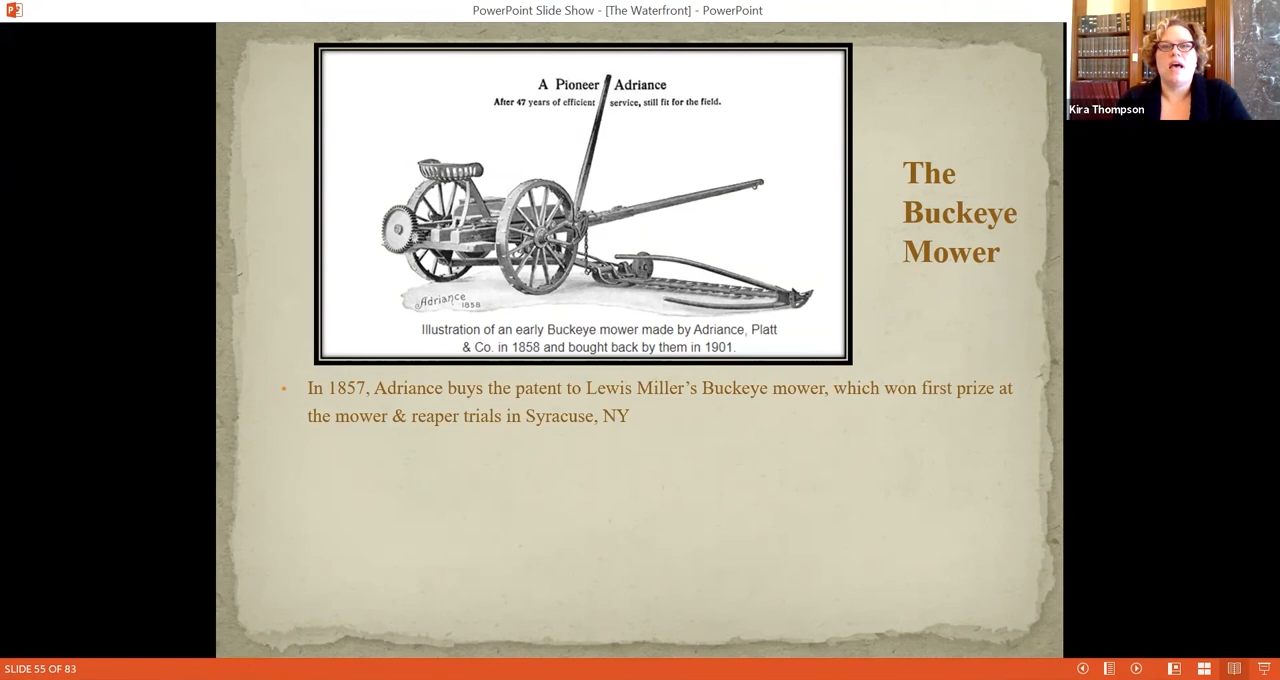 PowerPoint Slide Show - [The Waterfront] - PowerPoint
Kira Thompson
A Pioneer Adriance
After 47 years of efficient service, still fit for the field.
The
Buckeye
Mower
Adriance
1858
Illustration of an early Buckeye mower made by Adriance, Platt
& Co. in 1858 and bought back by them in 1901.
• In 1857, Adriance buys the patent to Lewis Miller’s Buckeye mower, which won first prize at
the mower & reaper trials in Syracuse, NY
SLIDE 55 OF 83